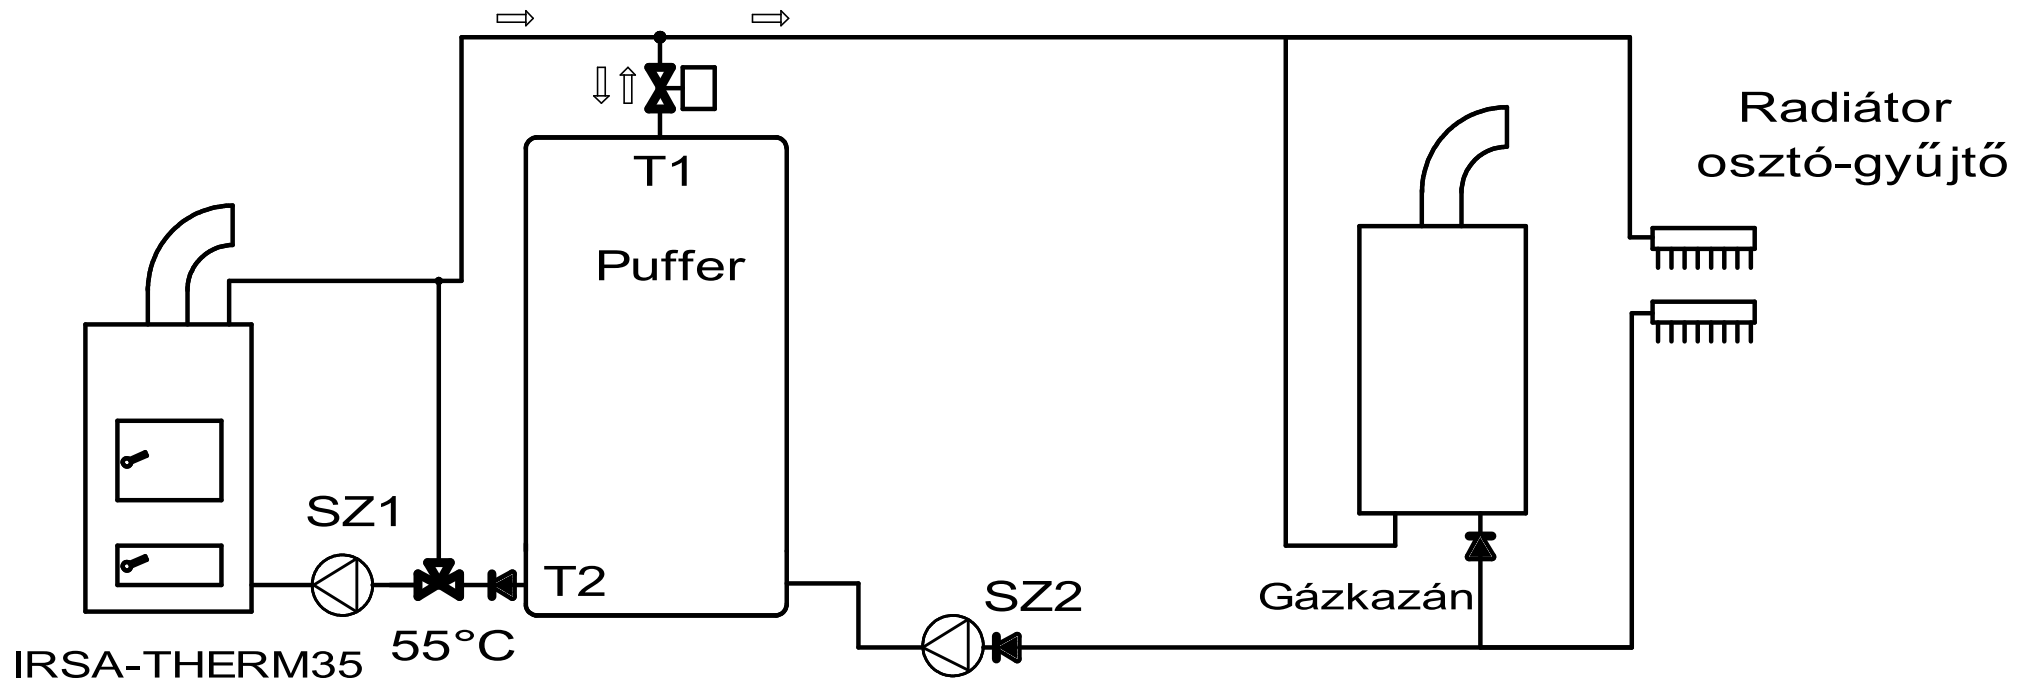 Radiátor
osztó-gyűjtő
T1
Puffer
SZ1
T2
SZ2
Gázkazán
55°C
IRSA-THERM35